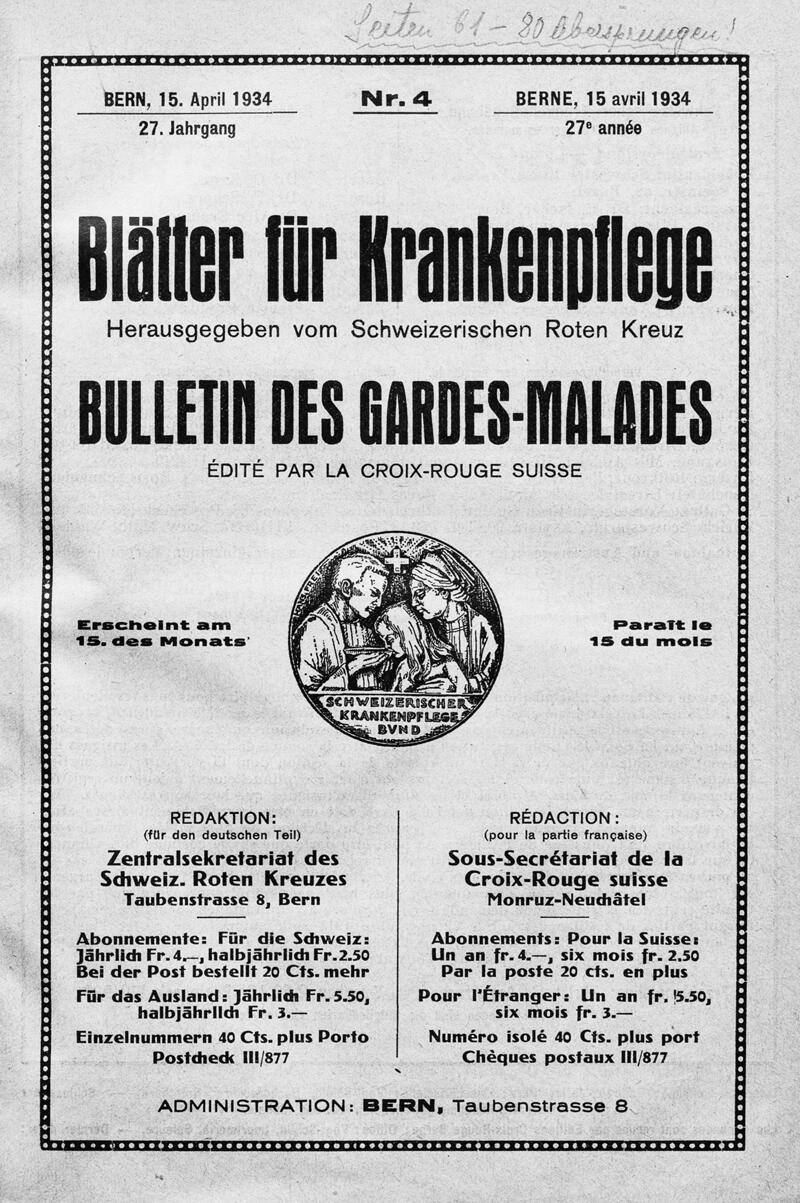 Seiten 61 - 80 übersprungen!
BERN, 15. April 1934
27. Jahrgang
Nr. 4
BERNE, 15 avril 1934
27e année
Blätter für Krankenpflege
Herausgegeben vom Schweizerischen Roten Kreuz
BULLETIN DES GARDES-MALADES
ÉDITÉ PAR LA CROIX-ROUGE SUISSE
Erscheint am
15. des Monats
Paraît le
15 du mois
SCHWEIZERISCHER
KRANKENPFLEGE
BVND
REDAKTION:
(für den deutschen Teil)
Zentralsekretariat des
Schweiz. Roten Kreuzes
Taubenstrasse 8, Bern
Abonnemente: Für die Schweiz:
Jährlich Fr. 4.—, halbjährlich Fr. 2.50
Bei der Post bestellt 20 Cts. mehr
Für das Ausland: Jährlich Fr. 5.50,
halbjährlich Fr. 3.—
Einzelnummern 40 Cts. plus Porto
Postcheck III/877
RÉDACTION:
(pour la partie française)
Sous-Secrétariat de la
Croix-Rouge suisse
Monruz-Neuchâtel
Abonnements: Pour la Suisse:
Un an fr. 4.—, six mois fr. 2.50
Par la poste 20 cts. en plus
Pour l'Étranger: Un an fr. 5.50,
six mois fr. 3.—
Numéro isolé 40 Cts. plus port
Chèques postaux III/877
ADMINISTRATION: BERN, Taubenstrasse 8